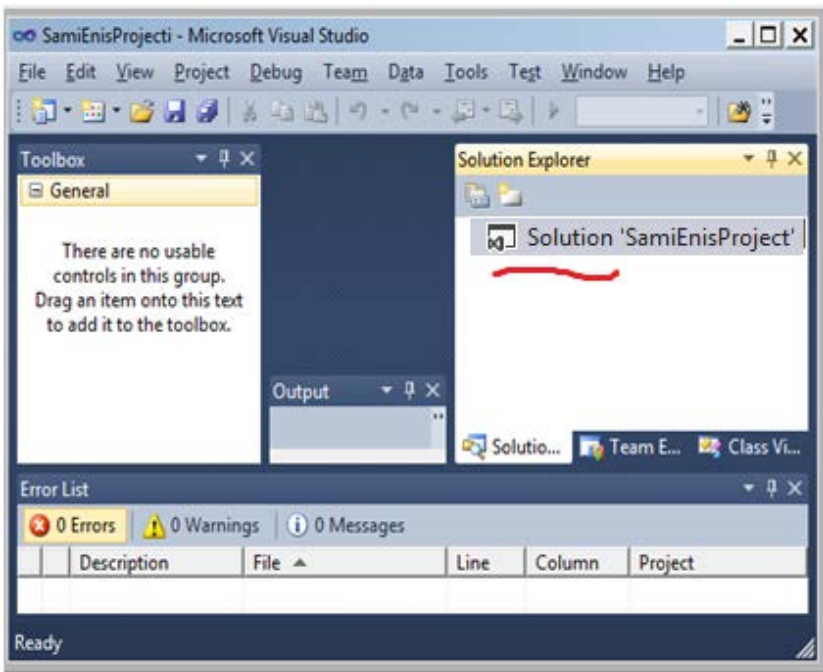 SamiEnisProjecti - Microsoft Visual Studio
File Edit View Project Debug Team Data Tools Test Window Help
Toolbox
General
There are no usable
controls in this group.
Drag an item onto this text
to add it to the toolbox.
Output
Solution Explorer
Solution 'SamiEnisProject'
Solutio... Team E... Class Vi...
Error List
0 Errors 0 Warnings 0 Messages
Description File Line Column Project
Ready